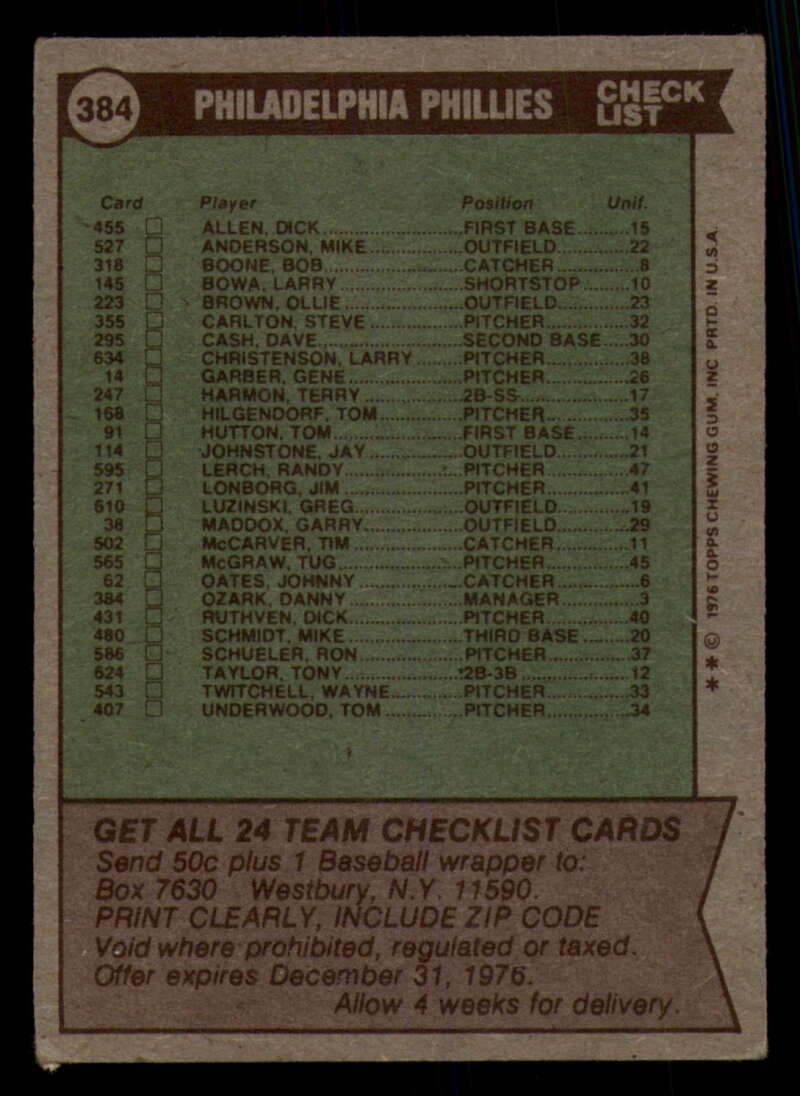 384 PHILADELPHIA PHILLIES CHECK LIST
Card Player Position Unif.
455 ALLEN, DICK FIRST BASE 15
527 ANDERSON, MIKE OUTFIELD 22
318 BOONE, BOB CATCHER 8
145 BOWA, LARRY SHORTSTOP 10
223 BROWN, OLLIE OUTFIELD 23
355 CARLTON, STEVE PITCHER 32
295 CASH, DAVE SECOND BASE 30
634 CHRISTENSON, LARRY PITCHER 38
14 GARBER, GENE PITCHER 26
247 HARMON, TERRY 2B-SS 17
168 HILGENDORF, TOM PITCHER 35
91 HUTTON, TOM FIRST BASE 14
114 JOHNSTONE, JAY OUTFIELD 21
595 LERCH, RANDY PITCHER 47
271 LONBORG, JIM PITCHER 41
610 LUZINSKI, GREG OUTFIELD 19
38 MADDOX, GARRY OUTFIELD 29
502 McCARVER, TIM CATCHER 11
565 McGRAW, TUG PITCHER 45
62 OATES, JOHNNY CATCHER 6
384 OZARK, DANNY MANAGER 3
431 RUTHVEN, DICK PITCHER 40
480 SCHMIDT, MIKE THIRD BASE 20
586 SCHUELER, RON PITCHER 37
624 TAYLOR, TONY 2B-3B 12
543 TWITCHELL, WAYNE PITCHER 33
407 UNDERWOOD, TOM PITCHER 34
* * © 1976 TOPPS CHEWING GUM, INC PRTD. IN U.S.A.
GET ALL 24 TEAM CHECKLIST CARDS
Send 50c plus 1 Baseball wrapper to:
Box 7630 Westbury, N.Y. 11590.
PRINT CLEARLY, INCLUDE ZIP CODE
Void where prohibited, regulated or taxed.
Offer expires December 31, 1976.
Allow 4 weeks for delivery.